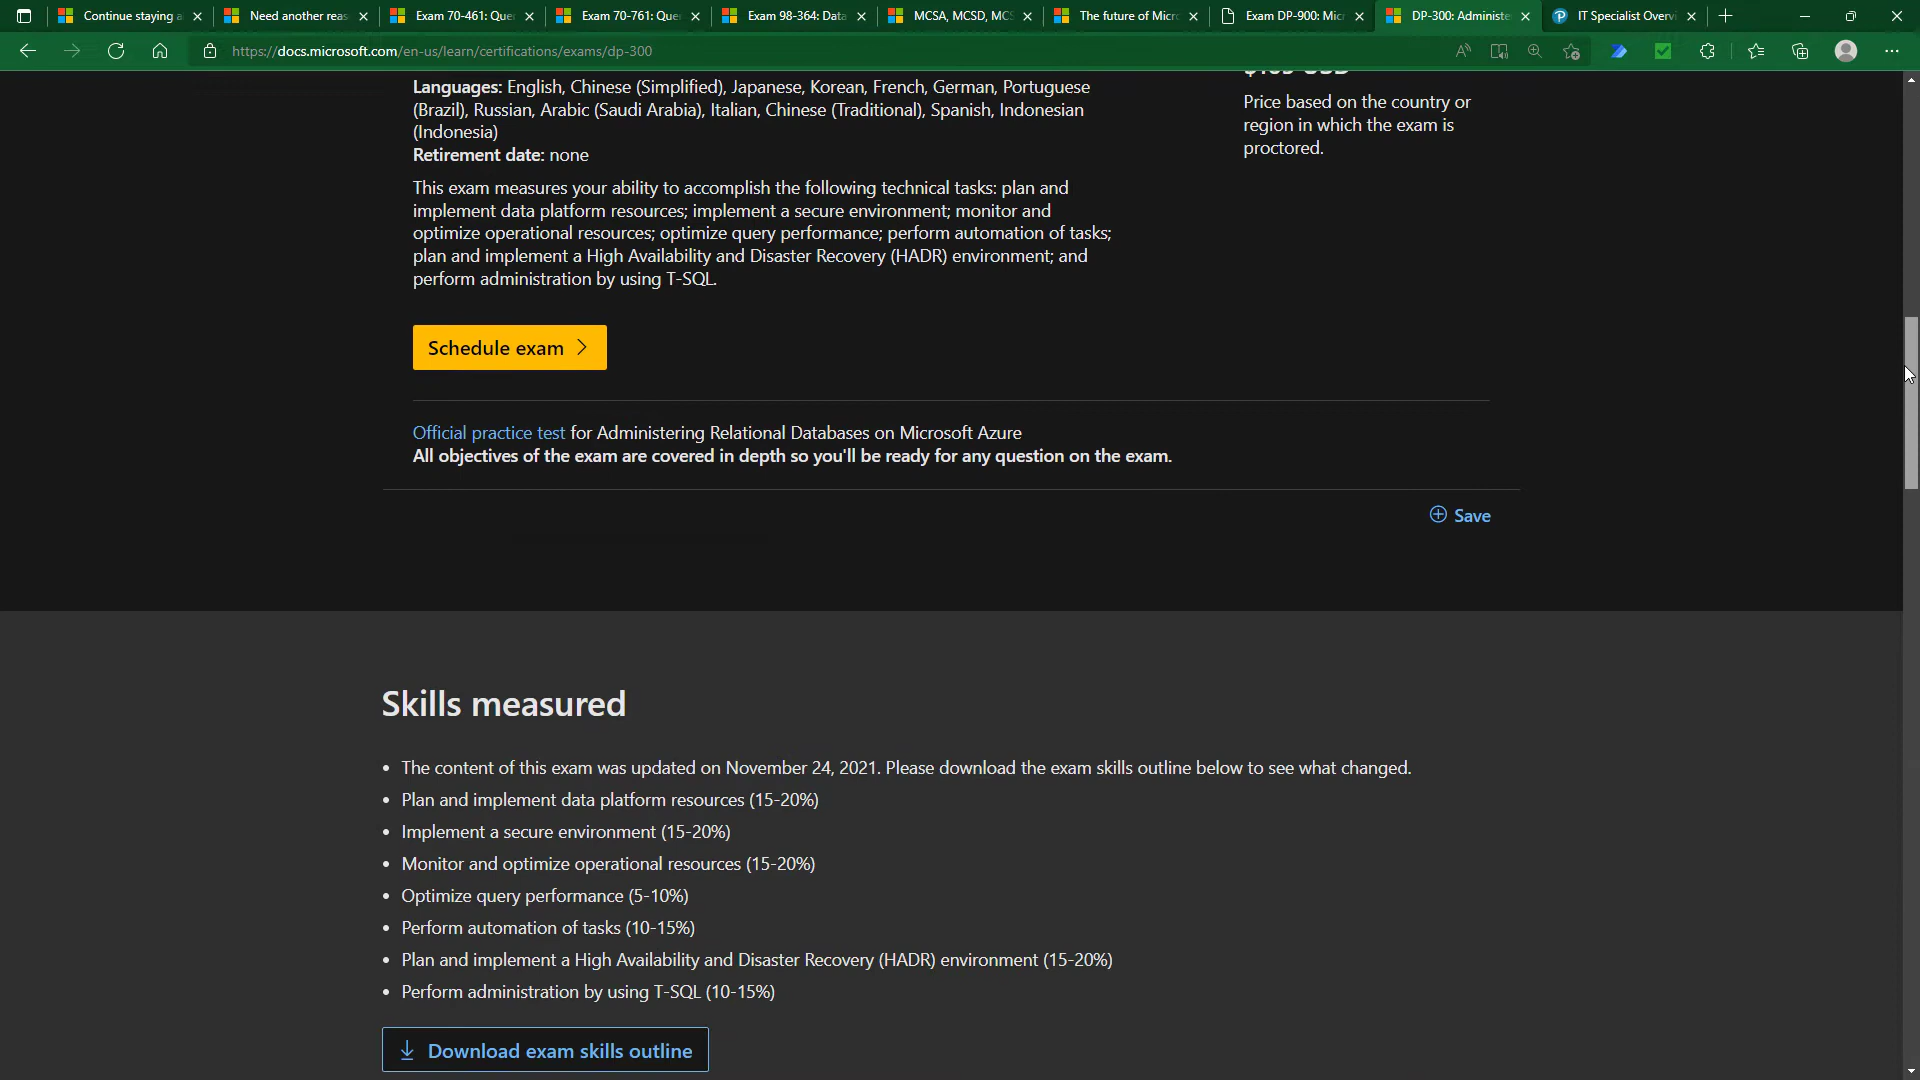 Continue staying a
Need another reas
Exam 70-461: Que
Exam 70-761: Que
Exam 98-364: Data
MCSA, MCSD, MCS
The future of Micr
Exam DP-900: Mic
DP-300: Administe
IT Specialist Overvi
https://docs.microsoft.com/en-us/learn/certifications/exams/dp-300
Languages: English, Chinese (Simplified), Japanese, Korean, French, German, Portuguese
(Brazil), Russian, Arabic (Saudi Arabia), Italian, Chinese (Traditional), Spanish, Indonesian
(Indonesia)
Retirement date: none
This exam measures your ability to accomplish the following technical tasks: plan and
implement data platform resources; implement a secure environment; monitor and
optimize operational resources; optimize query performance; perform automation of tasks;
plan and implement a High Availability and Disaster Recovery (HADR) environment; and
perform administration by using T-SQL.
Price based on the country or
region in which the exam is
proctored.
Schedule exam
Official practice test for Administering Relational Databases on Microsoft Azure
All objectives of the exam are covered in depth so you'll be ready for any question on the exam.
Save
Skills measured
• The content of this exam was updated on November 24, 2021. Please download the exam skills outline below to see what changed.
• Plan and implement data platform resources (15-20%)
• Implement a secure environment (15-20%)
• Monitor and optimize operational resources (15-20%)
• Optimize query performance (5-10%)
• Perform automation of tasks (10-15%)
• Plan and implement a High Availability and Disaster Recovery (HADR) environment (15-20%)
• Perform administration by using T-SQL (10-15%)
Download exam skills outline